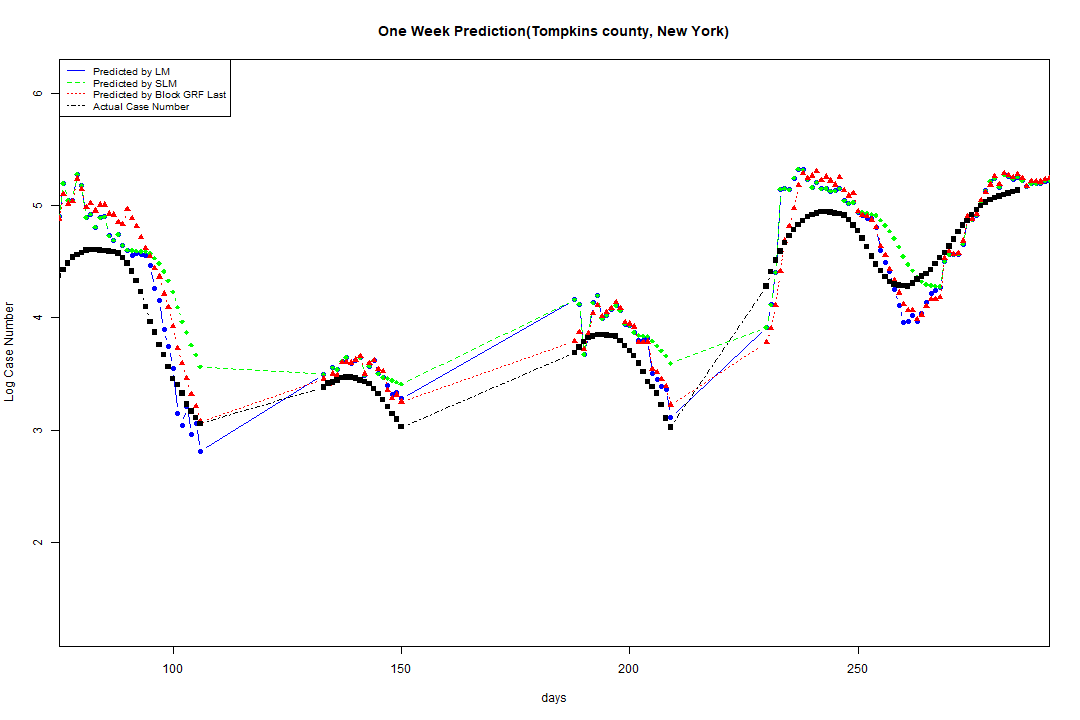 One Week Prediction(Tompkins county, New York)
Predicted by LM
Predicted by SLM
Predicted by Block GRF Last
Actual Case Number
6
5
4
3
2
Log Case Number
100 150 200 250
days